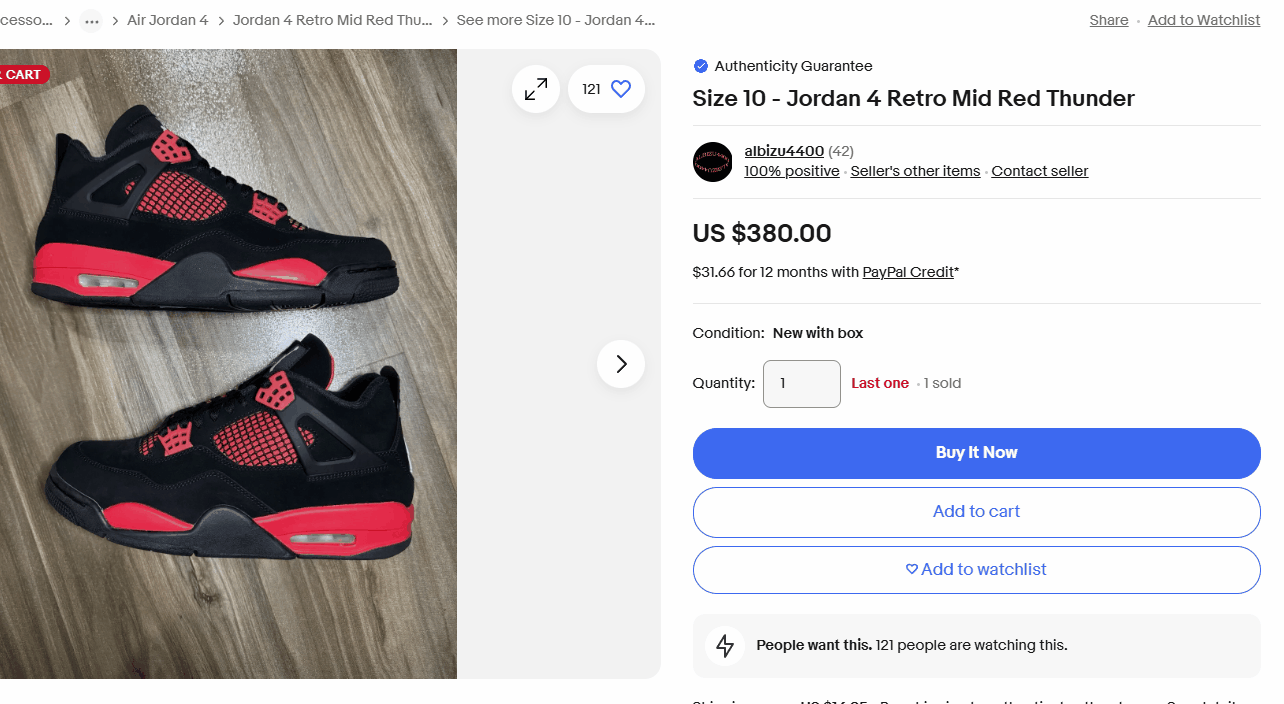 cesso... > ... > Air Jordan 4 > Jordan 4 Retro Mid Red Thu... > See more Size 10 - Jordan 4...
Share · Add to Watchlist
CART
121
Authenticity Guarantee
Size 10 - Jordan 4 Retro Mid Red Thunder
albizu4400 (42)
100% positive · Seller's other items · Contact seller
US $380.00
$31.66 for 12 months with PayPal Credit*
Condition: New with box
Quantity: 1 Last one · 1 sold
Buy It Now
Add to cart
Add to watchlist
People want this. 121 people are watching this.